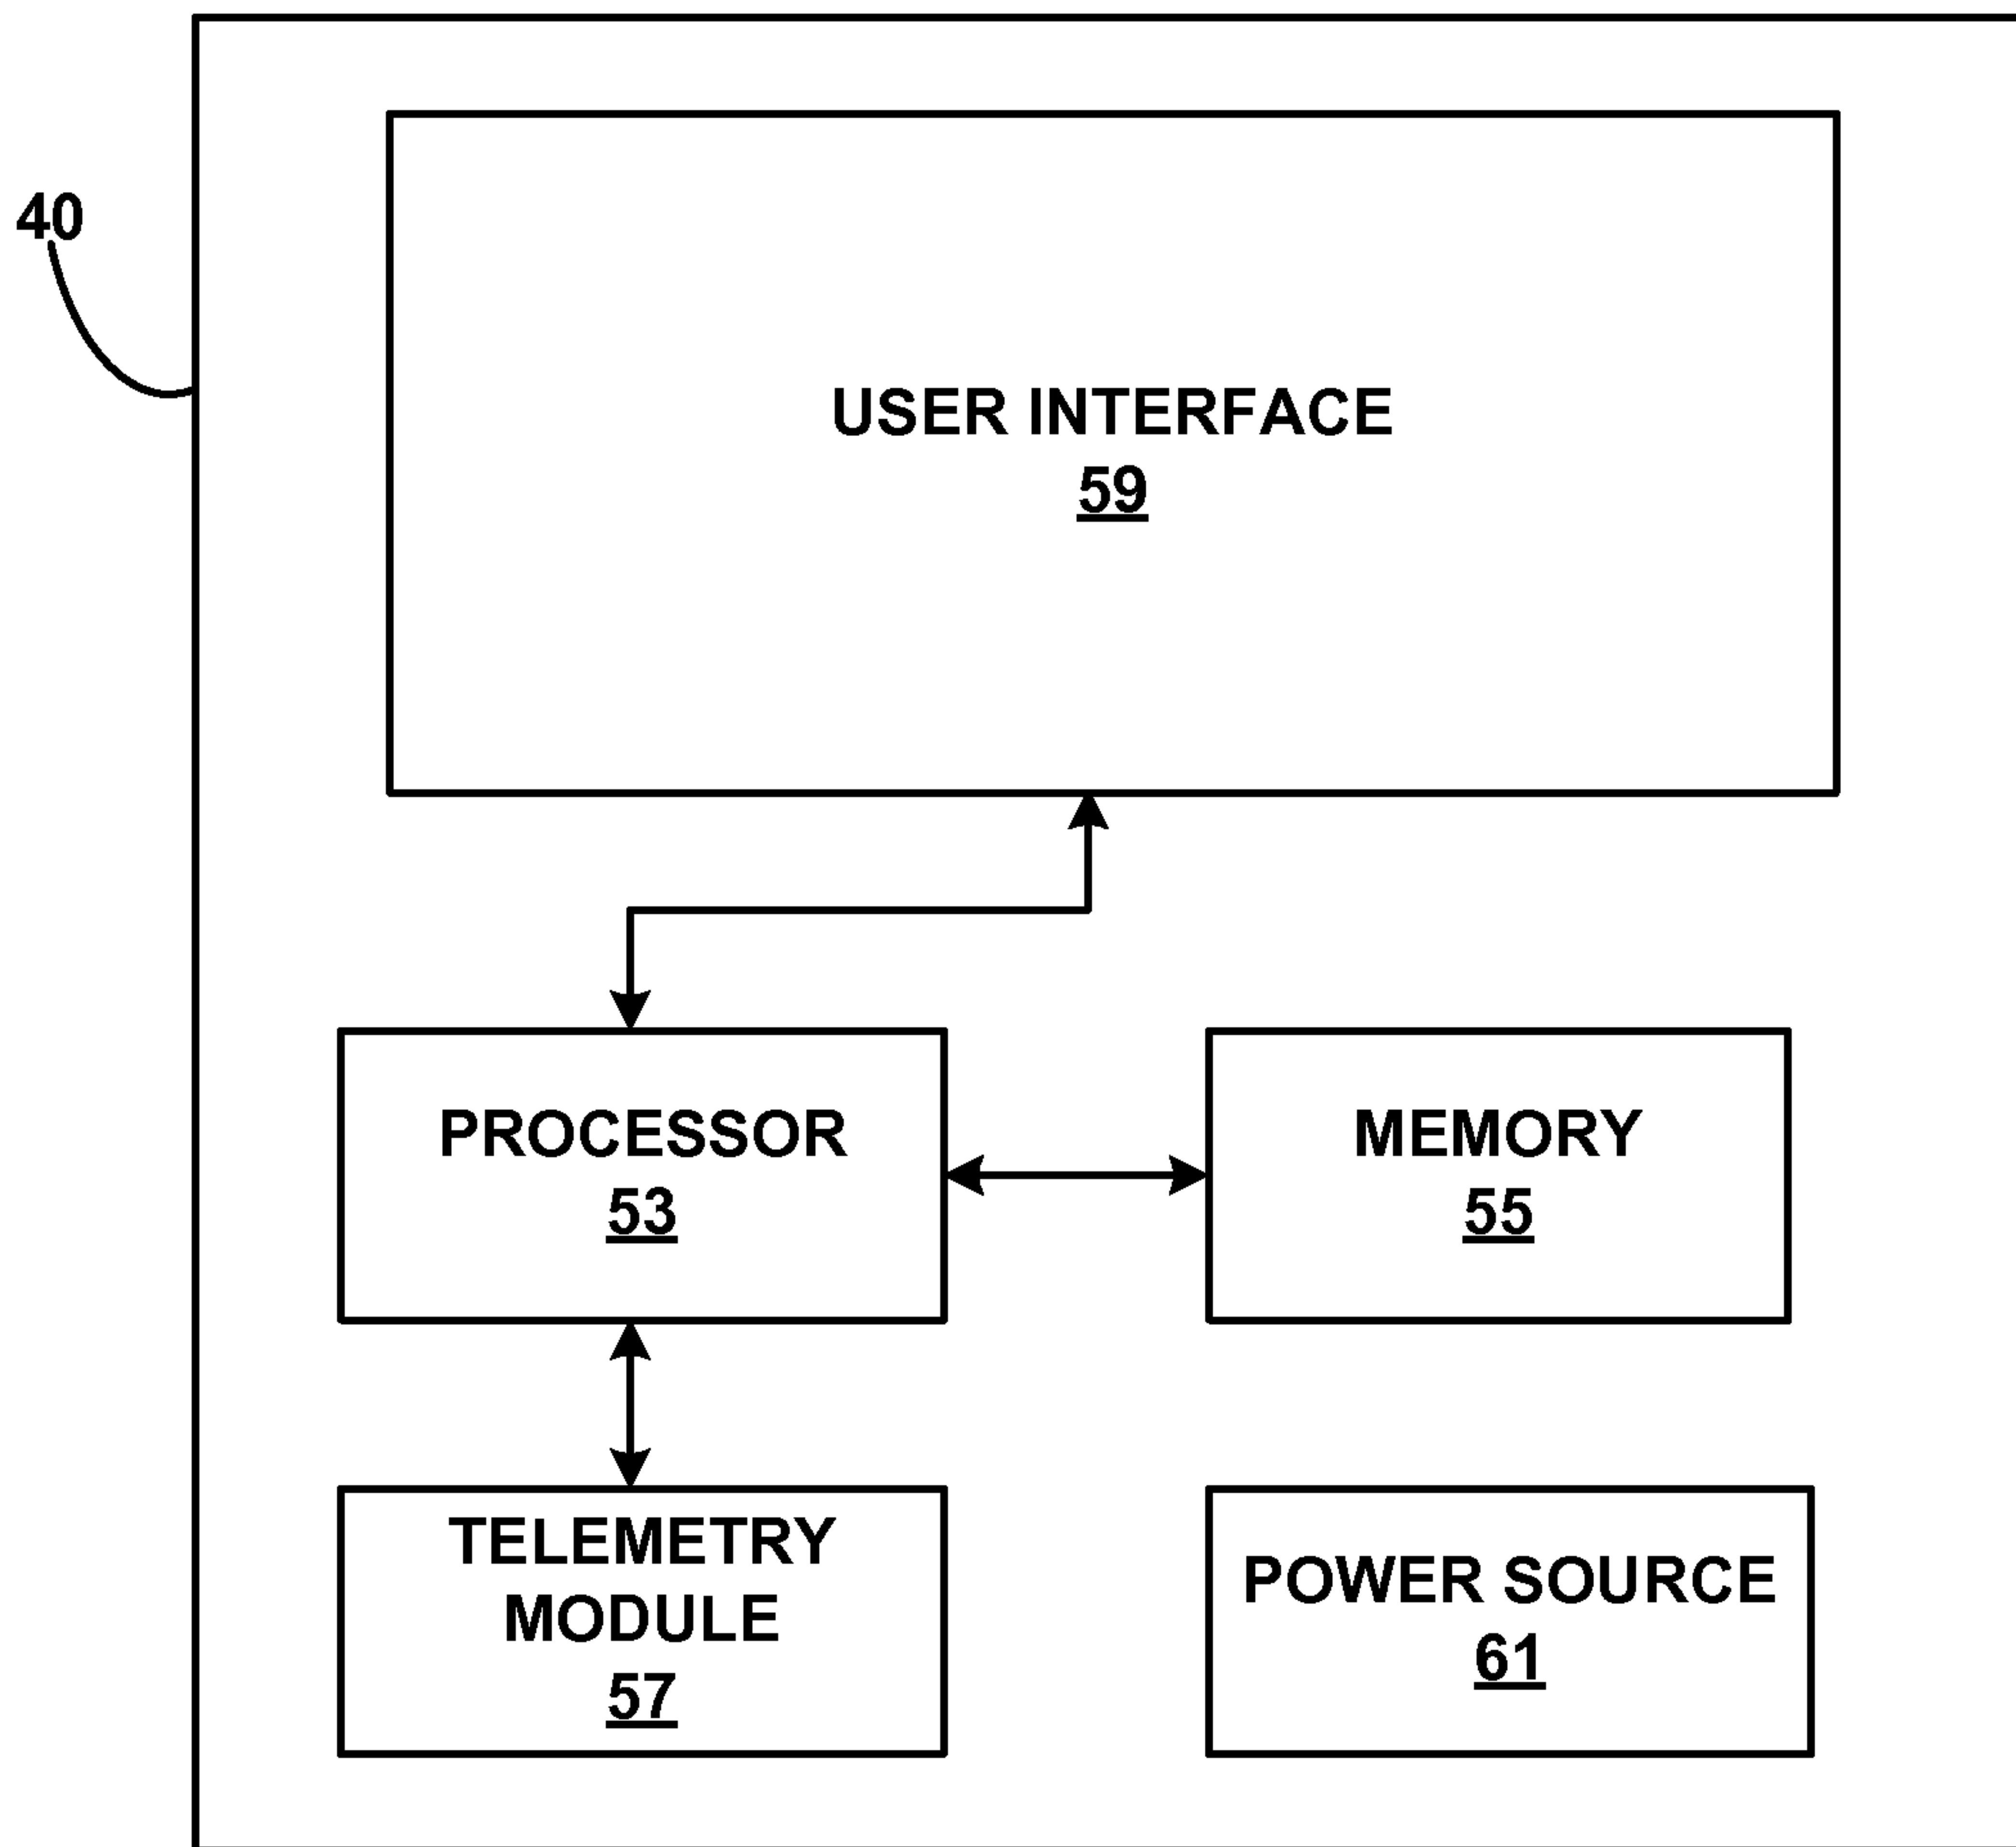 40
USER INTERFACE
59
PROCESSOR
53
MEMORY
55
TELEMETRY
MODULE
57
POWER SOURCE
61